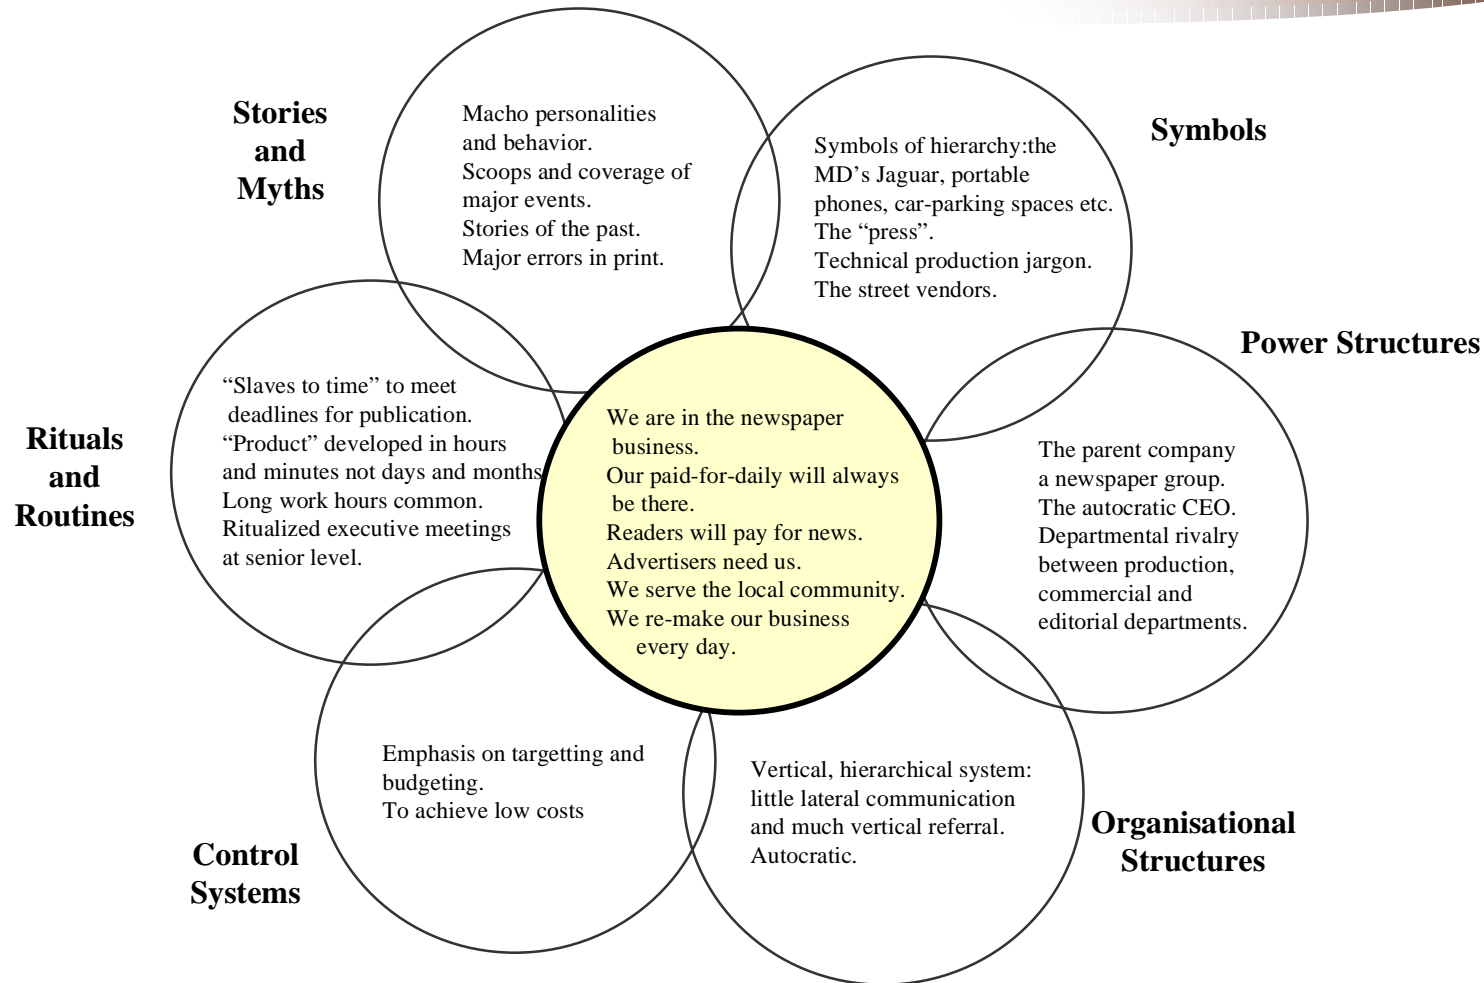 Stories
and
Myths
Macho personalities
and behavior.
Scoops and coverage of
major events.
Stories of the past.
Major errors in print.
Symbols
Symbols of hierarchy:the
MD’s Jaguar, portable
phones, car-parking spaces etc.
The “press”.
Technical production jargon.
The street vendors.
Power Structures
The parent company
a newspaper group.
The autocratic CEO.
Departmental rivalry
between production,
commercial and
editorial departments.
Rituals
and
Routines
“Slaves to time” to meet
deadlines for publication.
“Product” developed in hours
and minutes not days and months
Long work hours common.
Ritualized executive meetings
at senior level.
We are in the newspaper
business.
Our paid-for-daily will always
be there.
Readers will pay for news.
Advertisers need us.
We serve the local community.
We re-make our business
every day.
Control
Systems
Emphasis on targetting and
budgeting.
To achieve low costs
Vertical, hierarchical system:
little lateral communication
and much vertical referral.
Autocratic.
Organisational
Structures